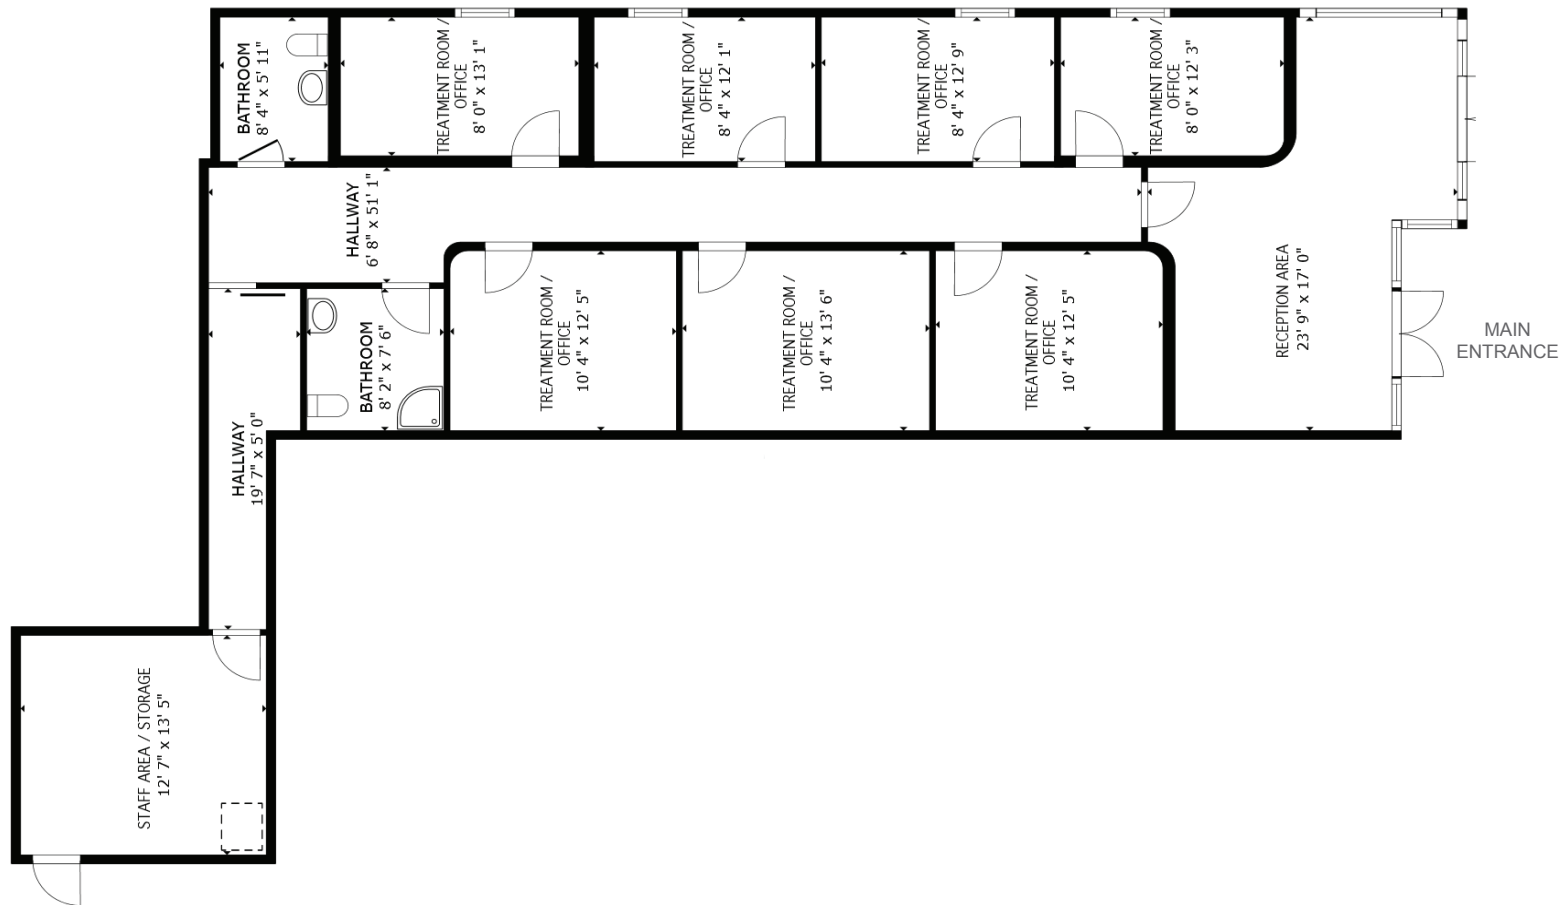 BATHROOM
8' 4" x 5' 11"
TREATMENT ROOM /
OFFICE
8' 0" x 13' 1"
TREATMENT ROOM /
OFFICE
8' 4" x 12' 1"
TREATMENT ROOM /
OFFICE
8' 4" x 12' 9"
TREATMENT ROOM /
OFFICE
8' 0" x 12' 3"
HALLWAY
6' 8" x 51' 1"
RECEPTION AREA
23' 9" x 17' 0"
MAIN
ENTRANCE
BATHROOM
8' 2" x 7' 6"
TREATMENT ROOM /
OFFICE
10' 4" x 12' 5"
TREATMENT ROOM /
OFFICE
10' 4" x 13' 6"
TREATMENT ROOM /
OFFICE
10' 4" x 12' 5"
HALLWAY
19' 7" x 5' 0"
STAFF AREA / STORAGE
12' 7" x 13' 5"